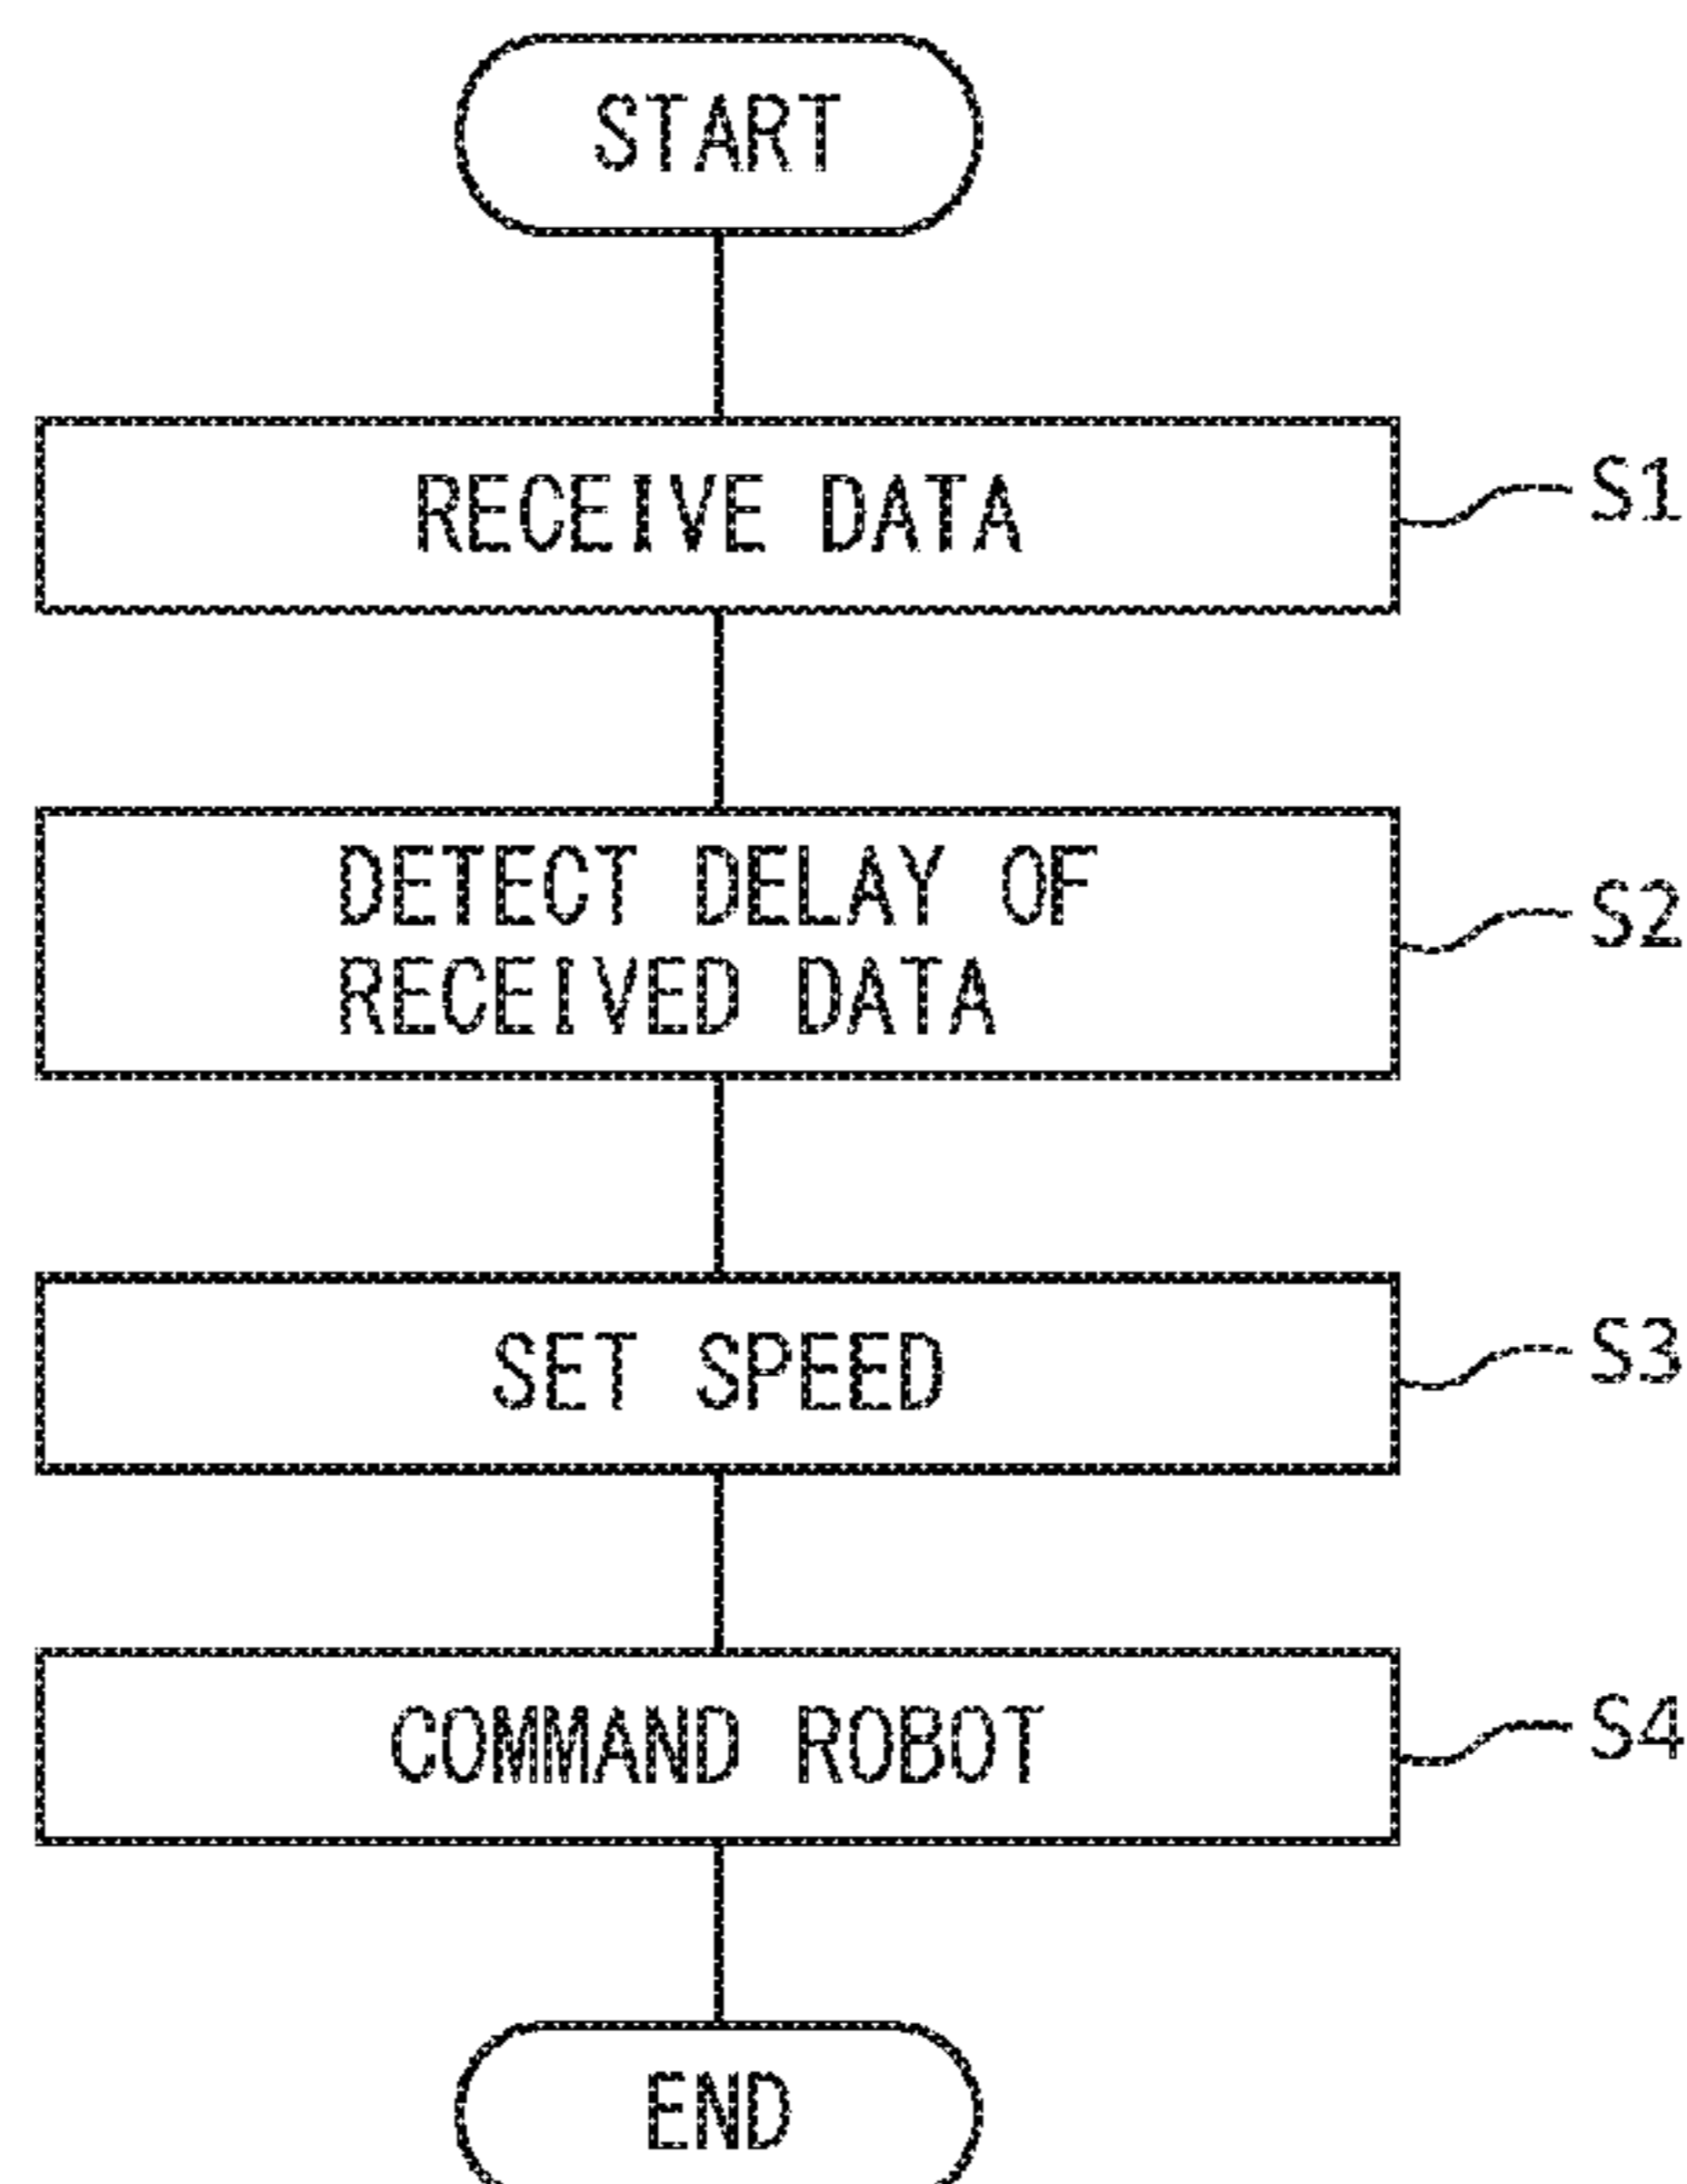 START
RECEIVE DATA
S1
DETECT DELAY OF
RECEIVED DATA
S2
SET SPEED
S3
COMMAND ROBOT
S4
END